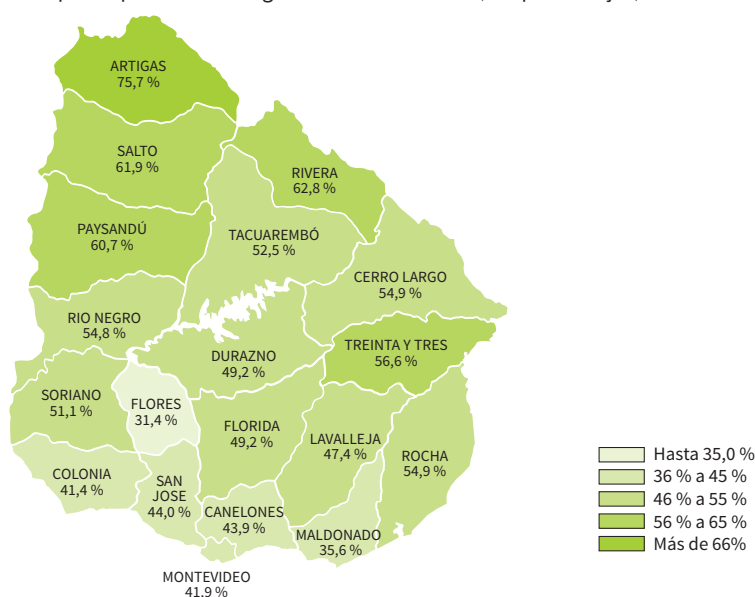 ARTIGAS
75,7 %
SALTO
61,9 %
RIVERA
62,8 %
PAYSANDÚ
60,7 %
TACUAREMBÓ
52,5 %
CERRO LARGO
54,9 %
RIO NEGRO
54,8 %
DURAZNO
49,2 %
TREINTA Y TRES
56,6 %
SORIANO
51,1 %
FLORES
31,4 %
FLORIDA
49,2 %
LAVALLEJA
47,4 %
ROCHA
54,9 %
COLONIA
41,4 %
SAN
JOSE
44,0 %
CANELONES
43,9 %
MALDONADO
35,6 %
MONTEVIDEO
41,9 %
Hasta 35,0 %
36 % a 45 %
46 % a 55 %
56 % a 65 %
Más de 66%